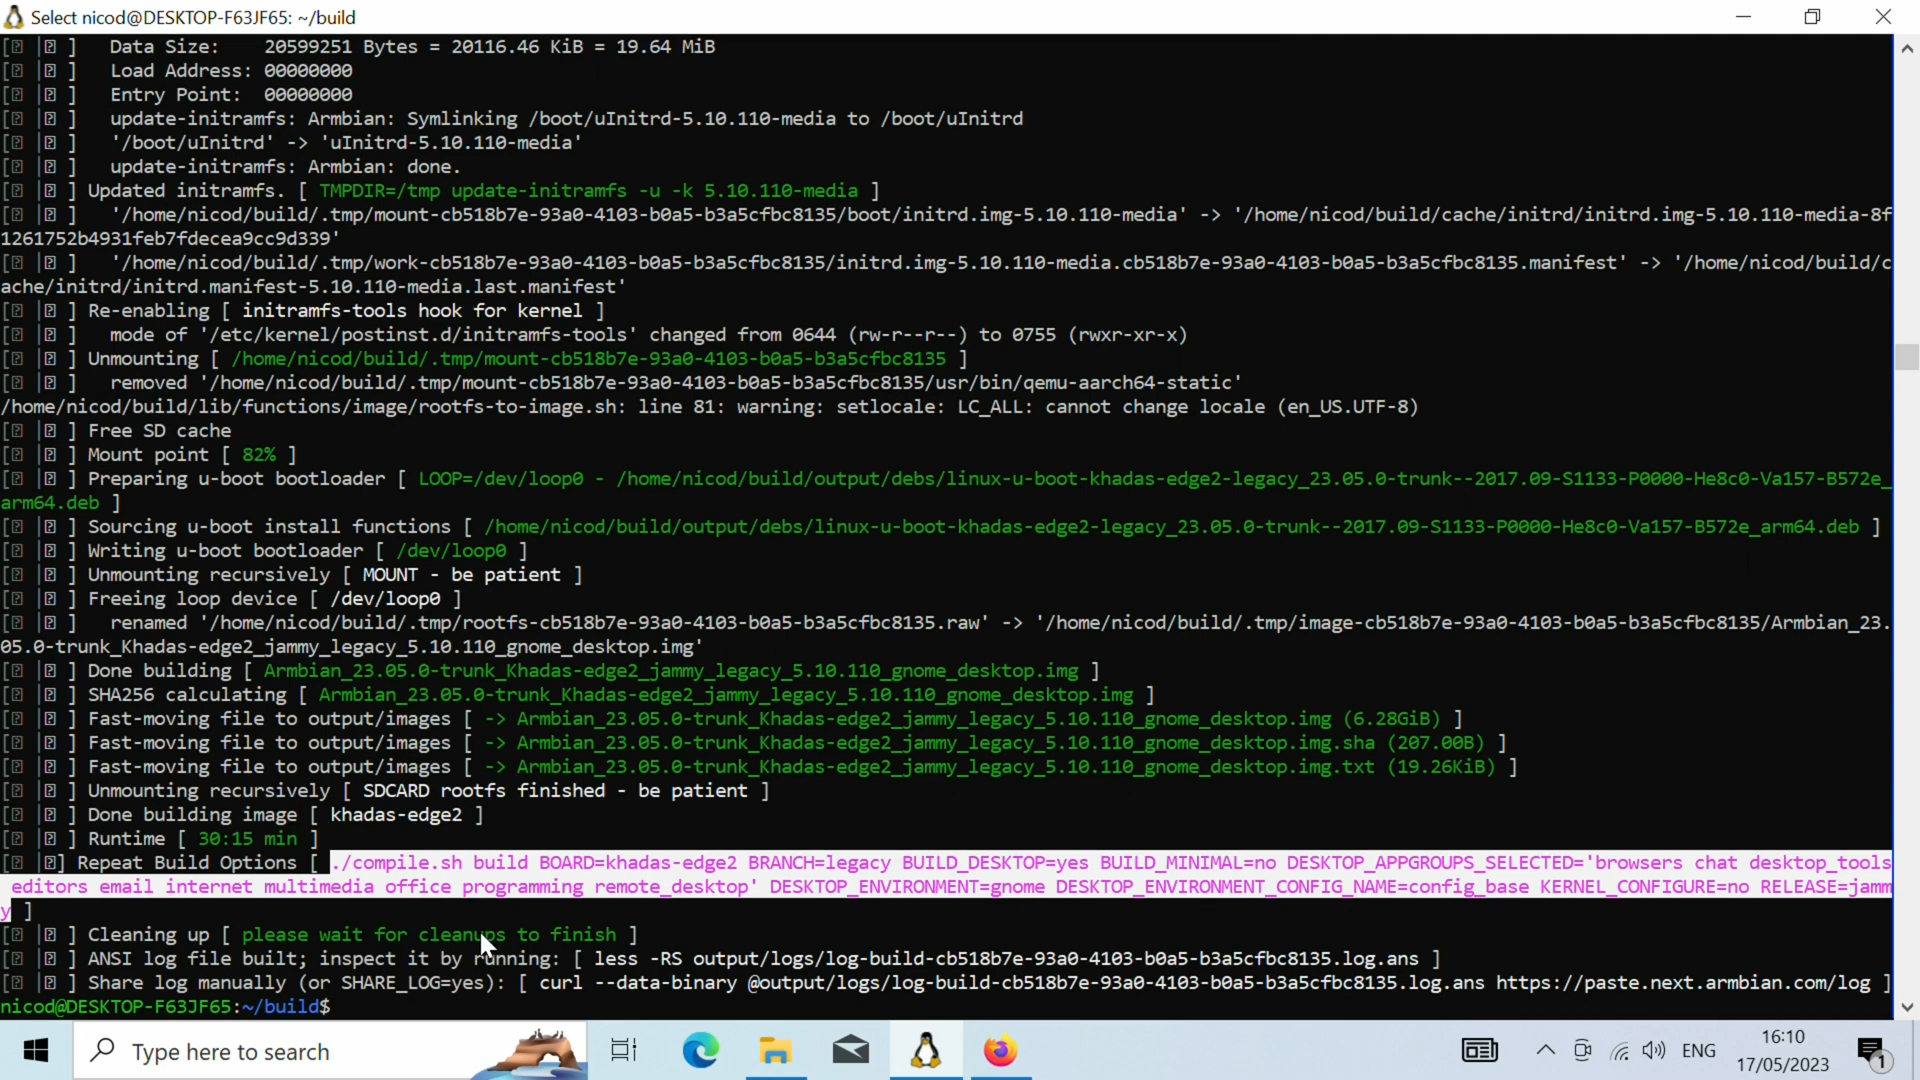 Select nicod@DESKTOP-F63JF65: ~/build
[ | ] Data Size: 20599251 Bytes = 20116.46 KiB = 19.64 MiB
[ | ] Load Address: 00000000
[ | ] Entry Point: 00000000
[ | ] update-initramfs: Armbian: Symlinking /boot/uInitrd-5.10.110-media to /boot/uInitrd
[ | ] '/boot/uInitrd' -> 'uInitrd-5.10.110-media'
[ | ] update-initramfs: Armbian: done.
[ | ] Updated initramfs. [ TMPDIR=/tmp update-initramfs -u -k 5.10.110-media ]
[ | ] '/home/nicod/build/.tmp/mount-cb518b7e-93a0-4103-b0a5-b3a5cfbc8135/boot/initrd.img-5.10.110-media' -> '/home/nicod/build/cache/initrd/initrd.img-5.10.110-media-8f
1261752b4931feb7fdecea9cc9d339'
[ | ] '/home/nicod/build/.tmp/work-cb518b7e-93a0-4103-b0a5-b3a5cfbc8135/initrd.img-5.10.110-media.cb518b7e-93a0-4103-b0a5-b3a5cfbc8135.manifest' -> '/home/nicod/build/c
ache/initrd/initrd.manifest-5.10.110-media.last.manifest'
[ | ] Re-enabling [ initramfs-tools hook for kernel ]
[ | ] mode of '/etc/kernel/postinst.d/initramfs-tools' changed from 0644 (rw-r--r--) to 0755 (rwxr-xr-x)
[ | ] Unmounting [ /home/nicod/build/.tmp/mount-cb518b7e-93a0-4103-b0a5-b3a5cfbc8135 ]
[ | ] removed '/home/nicod/build/.tmp/mount-cb518b7e-93a0-4103-b0a5-b3a5cfbc8135/usr/bin/qemu-aarch64-static'
/home/nicod/build/lib/functions/image/rootfs-to-image.sh: line 81: warning: setlocale: LC_ALL: cannot change locale (en_US.UTF-8)
[ | ] Free SD cache
[ | ] Mount point [ 82% ]
[ | ] Preparing u-boot bootloader [ LOOP=/dev/loop0 - /home/nicod/build/output/debs/linux-u-boot-khadas-edge2-legacy_23.05.0-trunk--2017.09-S1133-P0000-He8c0-Va157-B572e_
arm64.deb ]
[ | ] Sourcing u-boot install functions [ /home/nicod/build/output/debs/linux-u-boot-khadas-edge2-legacy_23.05.0-trunk--2017.09-S1133-P0000-He8c0-Va157-B572e_arm64.deb ]
[ | ] Writing u-boot bootloader [ /dev/loop0 ]
[ | ] Unmounting recursively [ MOUNT - be patient ]
[ | ] Freeing loop device [ /dev/loop0 ]
[ | ] renamed '/home/nicod/build/.tmp/rootfs-cb518b7e-93a0-4103-b0a5-b3a5cfbc8135.raw' -> '/home/nicod/build/.tmp/image-cb518b7e-93a0-4103-b0a5-b3a5cfbc8135/Armbian_23.
05.0-trunk_Khadas-edge2_jammy_legacy_5.10.110_gnome_desktop.img'
[ | ] Done building [ Armbian_23.05.0-trunk_Khadas-edge2_jammy_legacy_5.10.110_gnome_desktop.img ]
[ | ] SHA256 calculating [ Armbian_23.05.0-trunk_Khadas-edge2_jammy_legacy_5.10.110_gnome_desktop.img ]
[ | ] Fast-moving file to output/images [ -> Armbian_23.05.0-trunk_Khadas-edge2_jammy_legacy_5.10.110_gnome_desktop.img (6.28GiB) ]
[ | ] Fast-moving file to output/images [ -> Armbian_23.05.0-trunk_Khadas-edge2_jammy_legacy_5.10.110_gnome_desktop.img.sha (207.00B) ]
[ | ] Fast-moving file to output/images [ -> Armbian_23.05.0-trunk_Khadas-edge2_jammy_legacy_5.10.110_gnome_desktop.img.txt (19.26KiB) ]
[ | ] Unmounting recursively [ SDCARD rootfs finished - be patient ]
[ | ] Done building image [ khadas-edge2 ]
[ | ] Runtime [ 30:15 min ]
[ | ] Repeat Build Options [ ./compile.sh build BOARD=khadas-edge2 BRANCH=legacy BUILD_DESKTOP=yes BUILD_MINIMAL=no DESKTOP_APPGROUPS_SELECTED='browsers chat desktop_tools
editors email internet multimedia office programming remote_desktop' DESKTOP_ENVIRONMENT=gnome DESKTOP_ENVIRONMENT_CONFIG_NAME=config_base KERNEL_CONFIGURE=no RELEASE=jamm
y ]
[ | ] Cleaning up [ please wait for cleanups to finish ]
[ | ] ANSI log file built; inspect it by running: [ less -RS output/logs/log-build-cb518b7e-93a0-4103-b0a5-b3a5cfbc8135.log.ans ]
[ | ] Share log manually (or SHARE_LOG=yes): [ curl --data-binary @output/logs/log-build-cb518b7e-93a0-4103-b0a5-b3a5cfbc8135.log.ans https://paste.next.armbian.com/log ]
nicod@DESKTOP-F63JF65:~/build$
Type here to search
ENG
16:10
17/05/2023
1